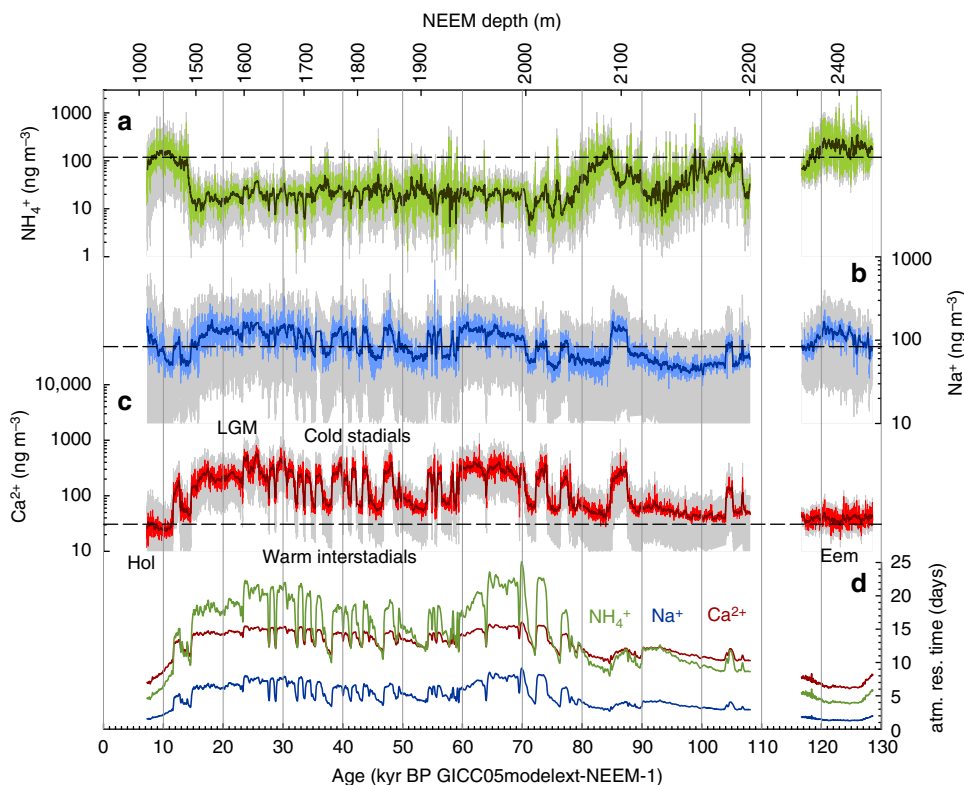 NEEM depth (m)
1000 1500 1600 1700 1800 1900 2000 2100 2200 2400
a
1000
100
10
1
NH₄⁺ (ng m⁻³)
b
1000
100
10
Na⁺ (ng m⁻³)
c
10,000
1000
100
10
Ca²⁺ (ng m⁻³)
LGM
Cold stadials
Hol
Warm interstadials
Eem
d
NH₄⁺ Na⁺ Ca²⁺
25
20
15
10
5
0
atm. res. time (days)
0 10 20 30 40 50 60 70 80 90 100 110 120 130
Age (kyr BP GICC05modelext-NEEM-1)